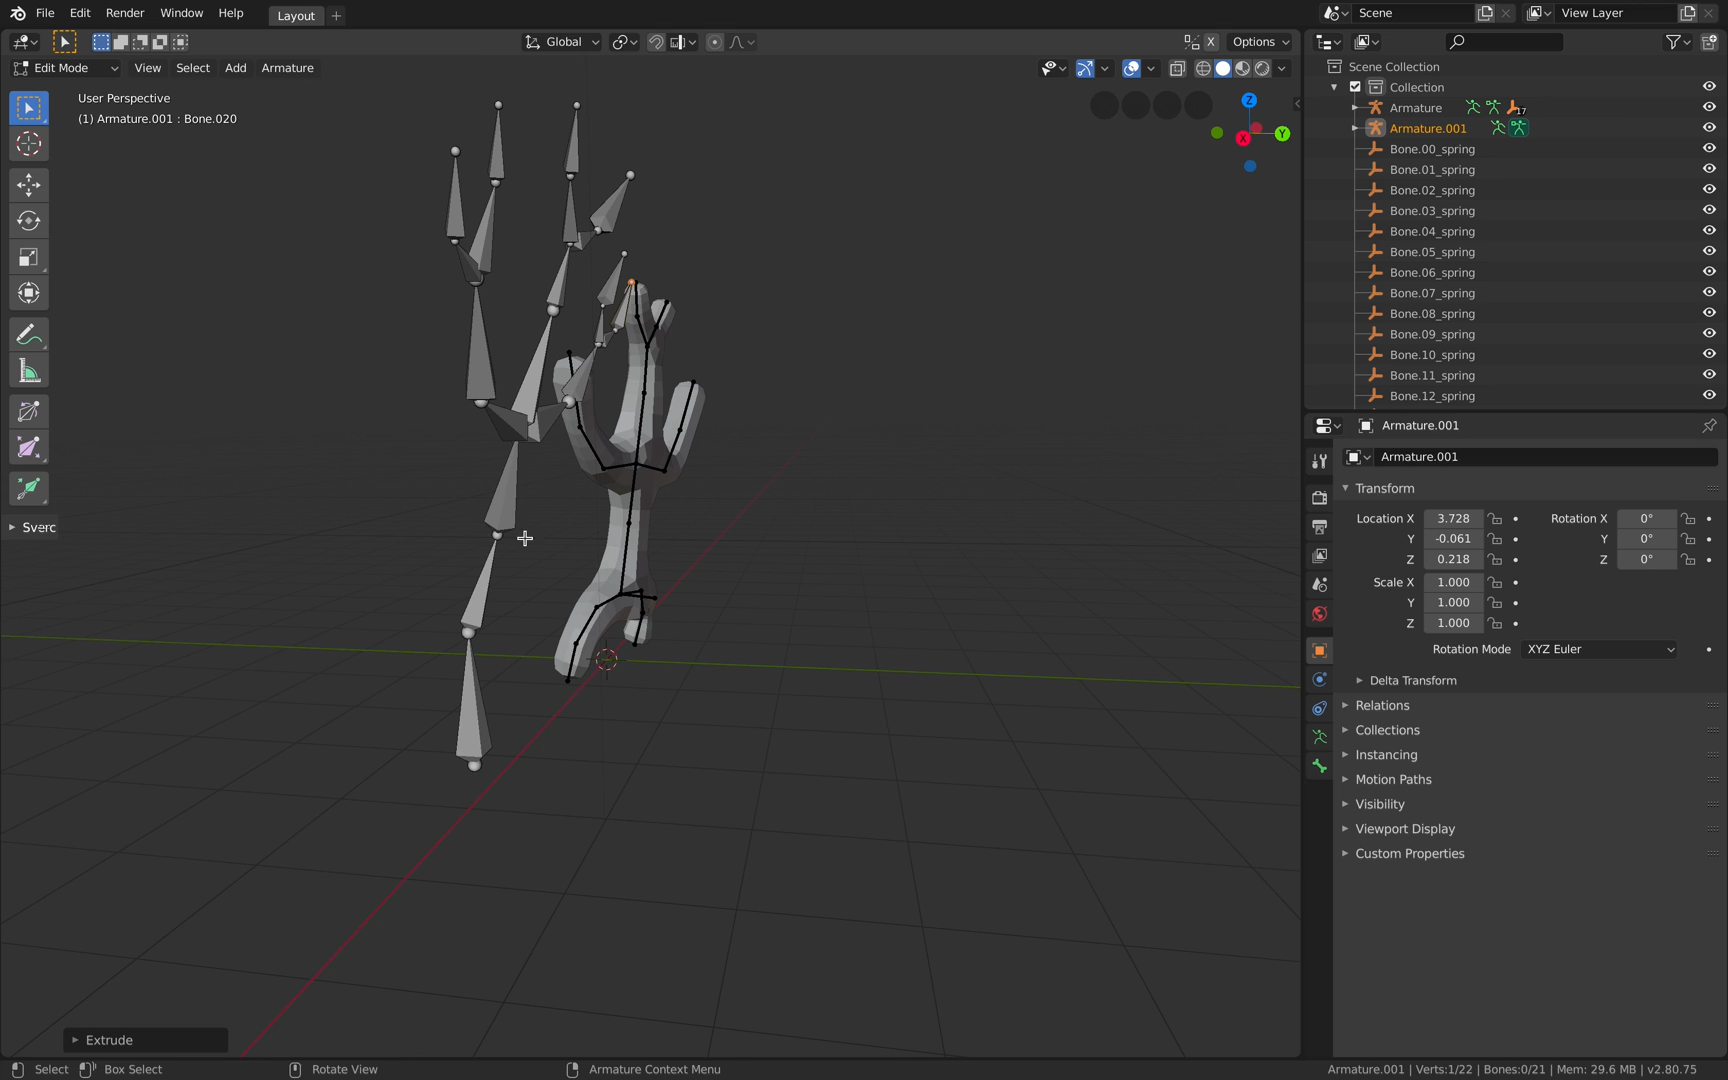 File Edit Render Window Help Layout + Scene View Layer
Global X Options
Edit Mode View Select Add Armature
User Perspective
(1) Armature.001 : Bone.020
Z
Y
X
Scene Collection
Collection
Armature 17
Armature.001
Bone.00_spring
Bone.01_spring
Bone.02_spring
Bone.03_spring
Bone.04_spring
Bone.05_spring
Bone.06_spring
Bone.07_spring
Bone.08_spring
Bone.09_spring
Bone.10_spring
Bone.11_spring
Bone.12_spring
Armature.001
Armature.001
Transform
Location X 3.728 Rotation X 0°
Y -0.061 Y 0°
Z 0.218 Z 0°
Scale X 1.000
Y 1.000
Z 1.000
Rotation Mode XYZ Euler
Delta Transform
Relations
Collections
Instancing
Motion Paths
Visibility
Viewport Display
Custom Properties
Extrude
Select Box Select Rotate View Armature Context Menu Armature.001 | Verts:1/22 | Bones:0/21 | Mem: 29.6 MB | v2.80.75